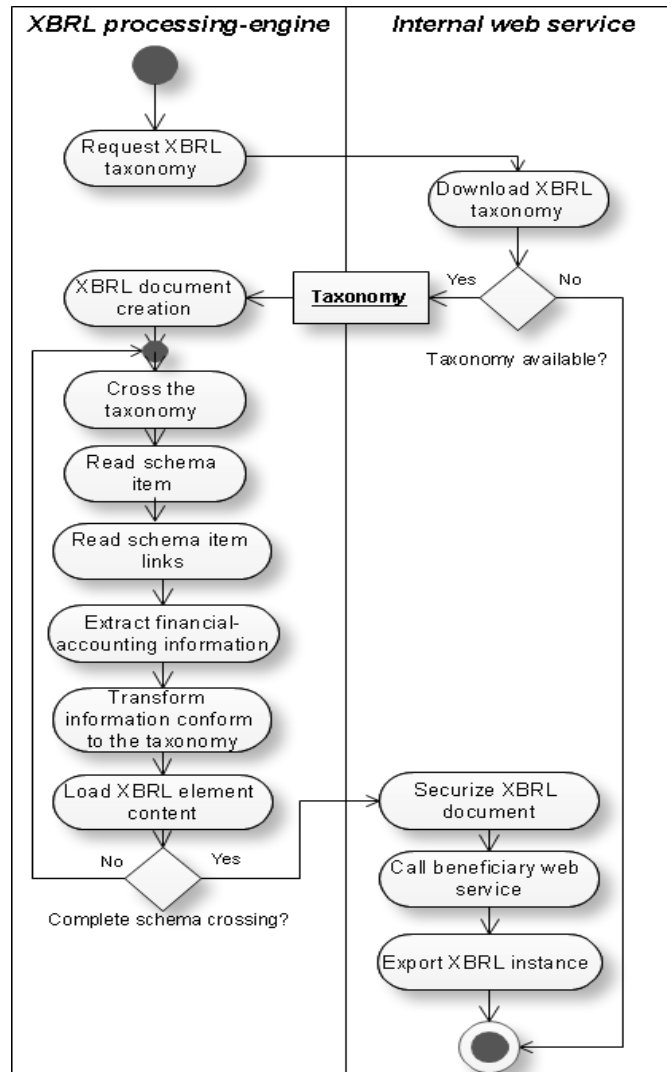 XBRL processing-engine
Internal web service
Request XBRL
taxonomy
Download XBRL
taxonomy
Yes
No
Taxonomy available?
Taxonomy
XBRL document
creation
Cross the
taxonomy
Read schema
item
Read schema item
links
Extract financial-
accounting information
Transform
information conform
to the taxonomy
Load XBRL element
content
No
Yes
Complete schema crossing?
Securize XBRL
document
Call beneficiary web
service
Export XBRL instance